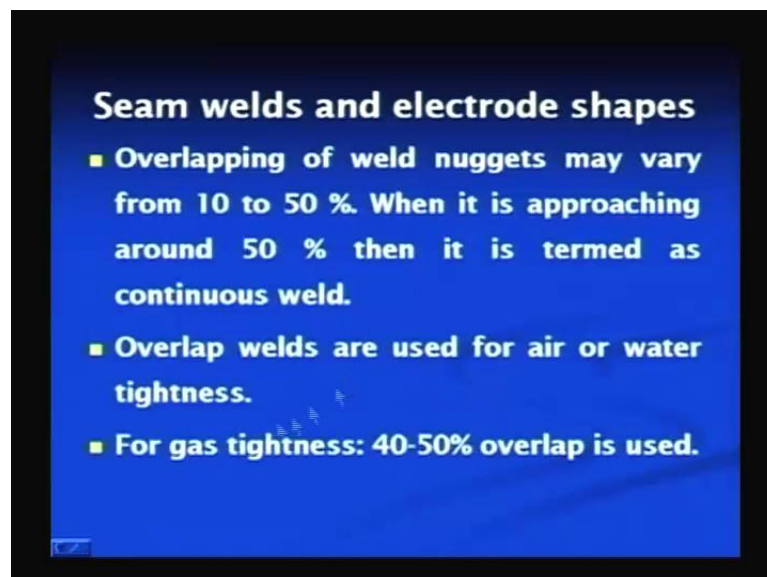 Seam welds and electrode shapes
Overlapping of weld nuggets may vary
from 10 to 50 %. When it is approaching
around 50 % then it is termed as
continuous weld.
Overlap welds are used for air or water
tightness.
For gas tightness: 40-50% overlap is used.